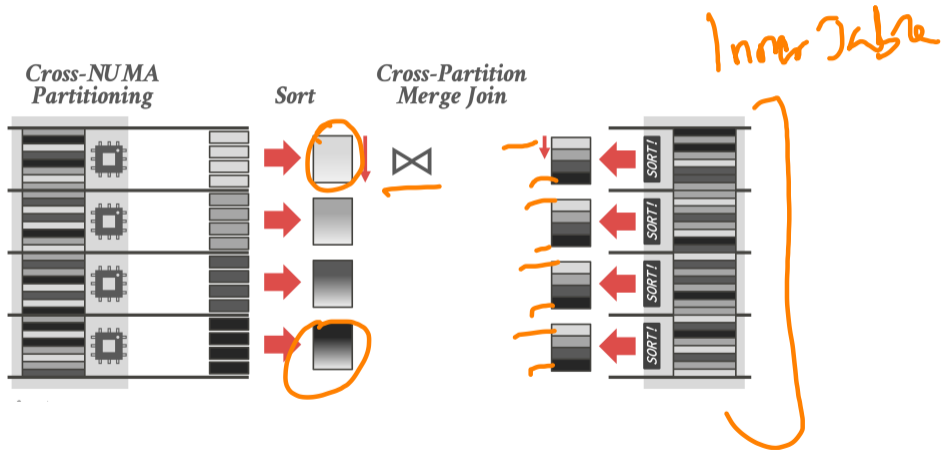 Inner Table
Cross-NUMA
Partitioning
Sort
Cross-Partition
Merge Join
SORT!
SORT!
SORT!
SORT!